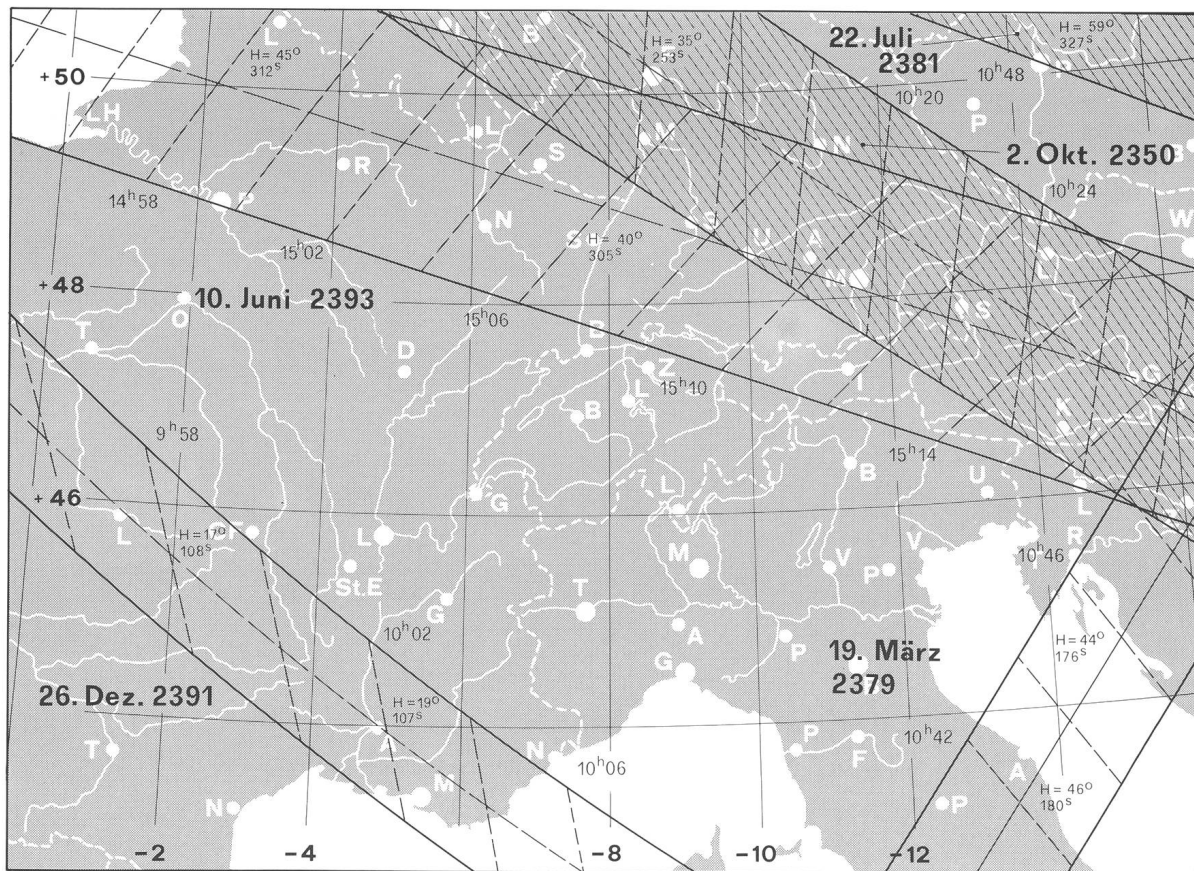 L
B
H = 45°
312ˢ
H = 35°
253ˢ
22. Juli
2381
H = 59°
327ˢ
+50
10ʰ48
P
10ʰ20
P
LH
L
M
N
2. Okt. 2350
B
R
S
P
14ʰ58
10ʰ24
N
S
W
15ʰ02
S
H = 40°
305ˢ
U
A
M
L
+48
10. Juni 2393
15ʰ06
S
O
T
B
D
Z
15ʰ10
I
G
L
B
K
9ʰ58
15ʰ14
B
U
+46
G
L
L
L
H = 17°
108ˢ
T
L
10ʰ46
R
V
T
M
V
P
St.E
G
T
10ʰ02
A
P
H = 44°
176ˢ
G
19. März
2379
26. Dez. 2391
H = 19°
107ˢ
A
T
N
10ʰ06
P
F
10ʰ42
A
H = 46°
180ˢ
M
N
P
-2
-4
-8
-10
-12